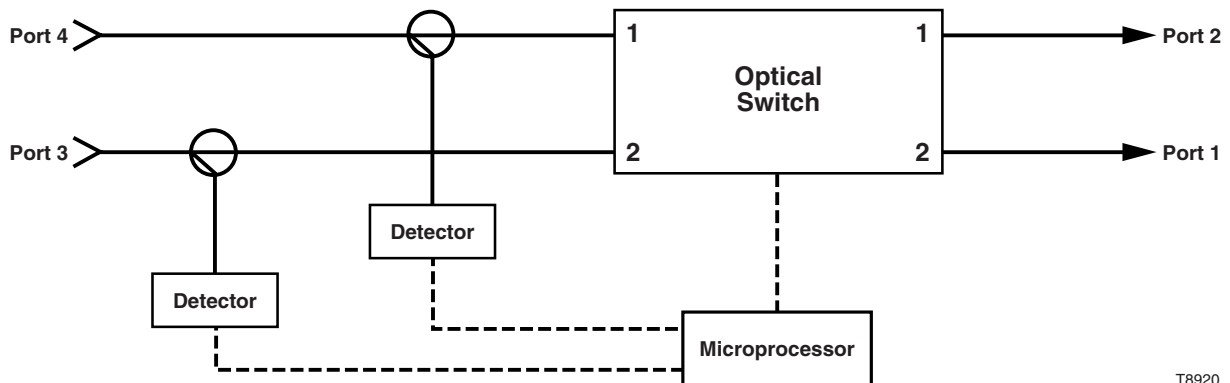 Port 4
1
1
Port 2
Optical
Switch
Port 3
2
2
Port 1
Detector
Detector
Microprocessor
T8920